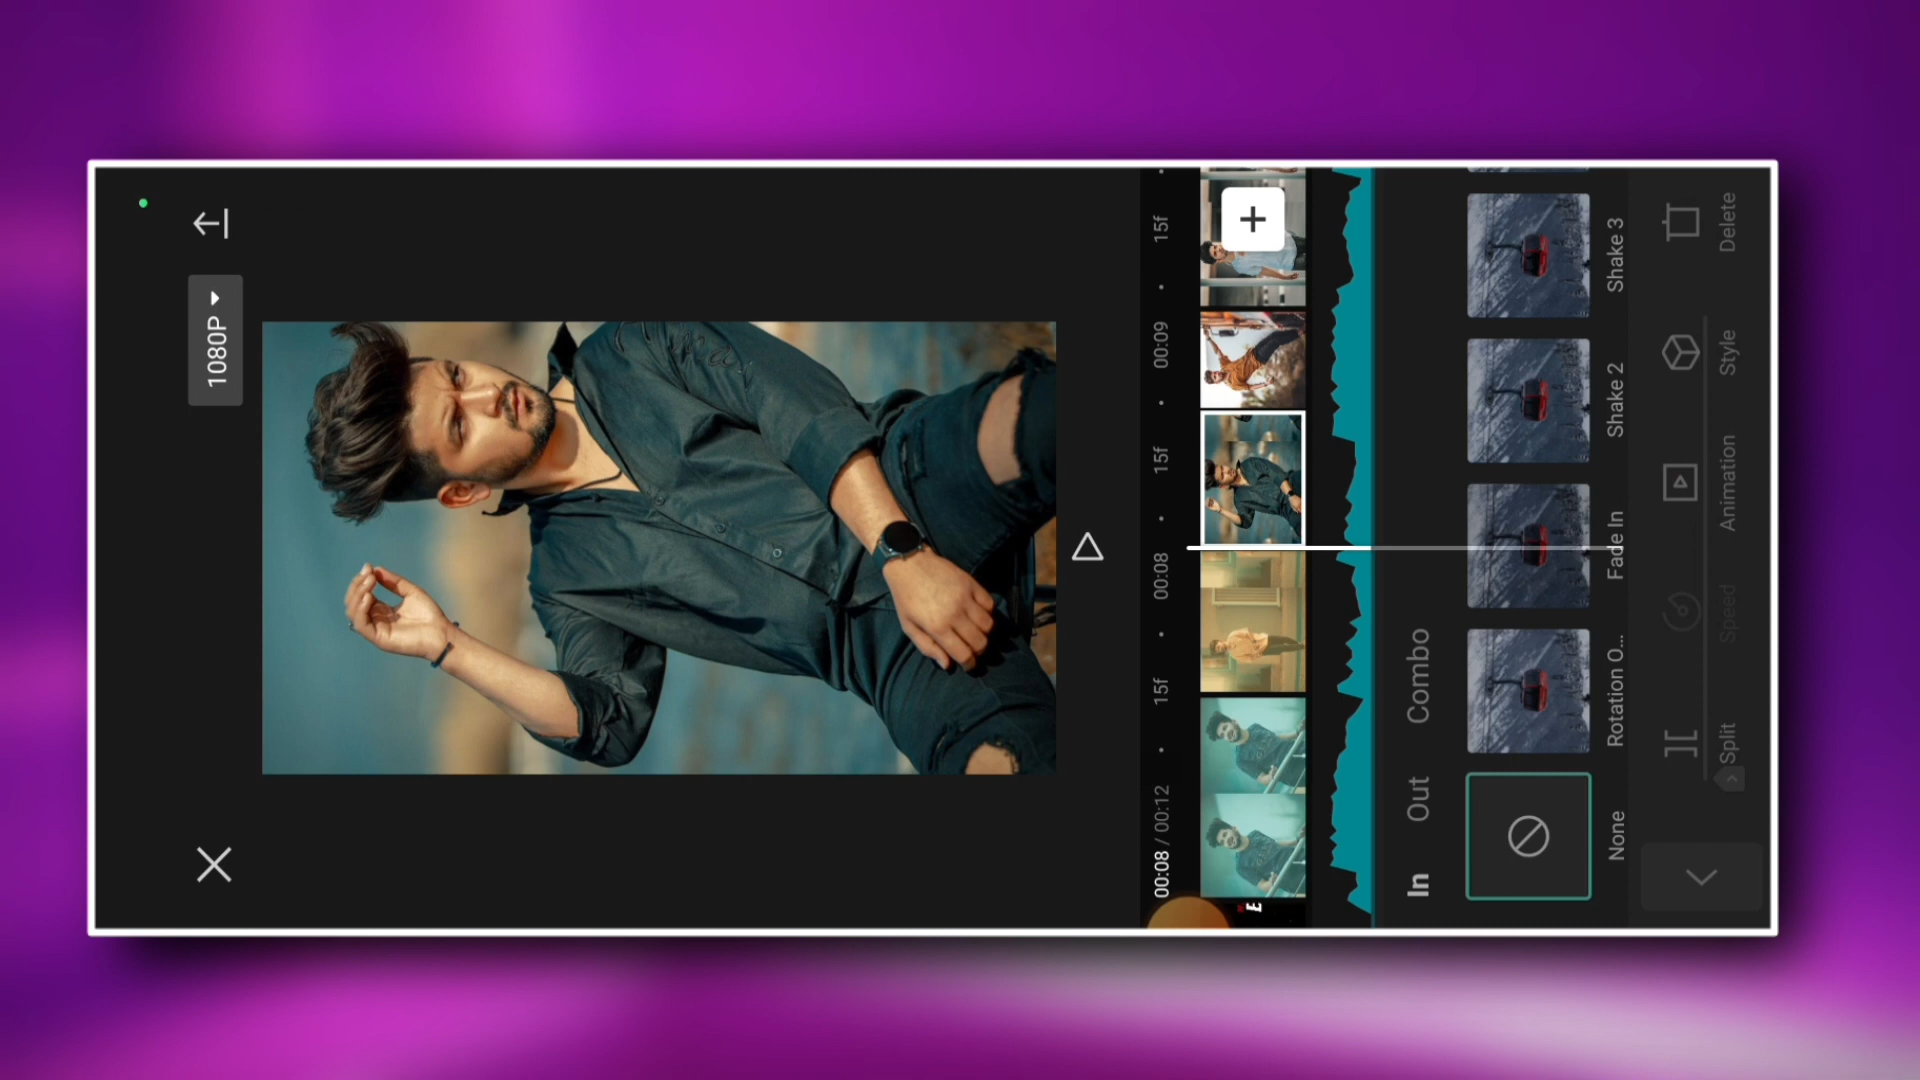 1080P
00:08 / 00:12
15f
00:08
15f
00:09
15f
In
Out
Combo
None
Rotation O...
Fade In
Shake 2
Shake 3
Split
Speed
Animation
Style
Delete